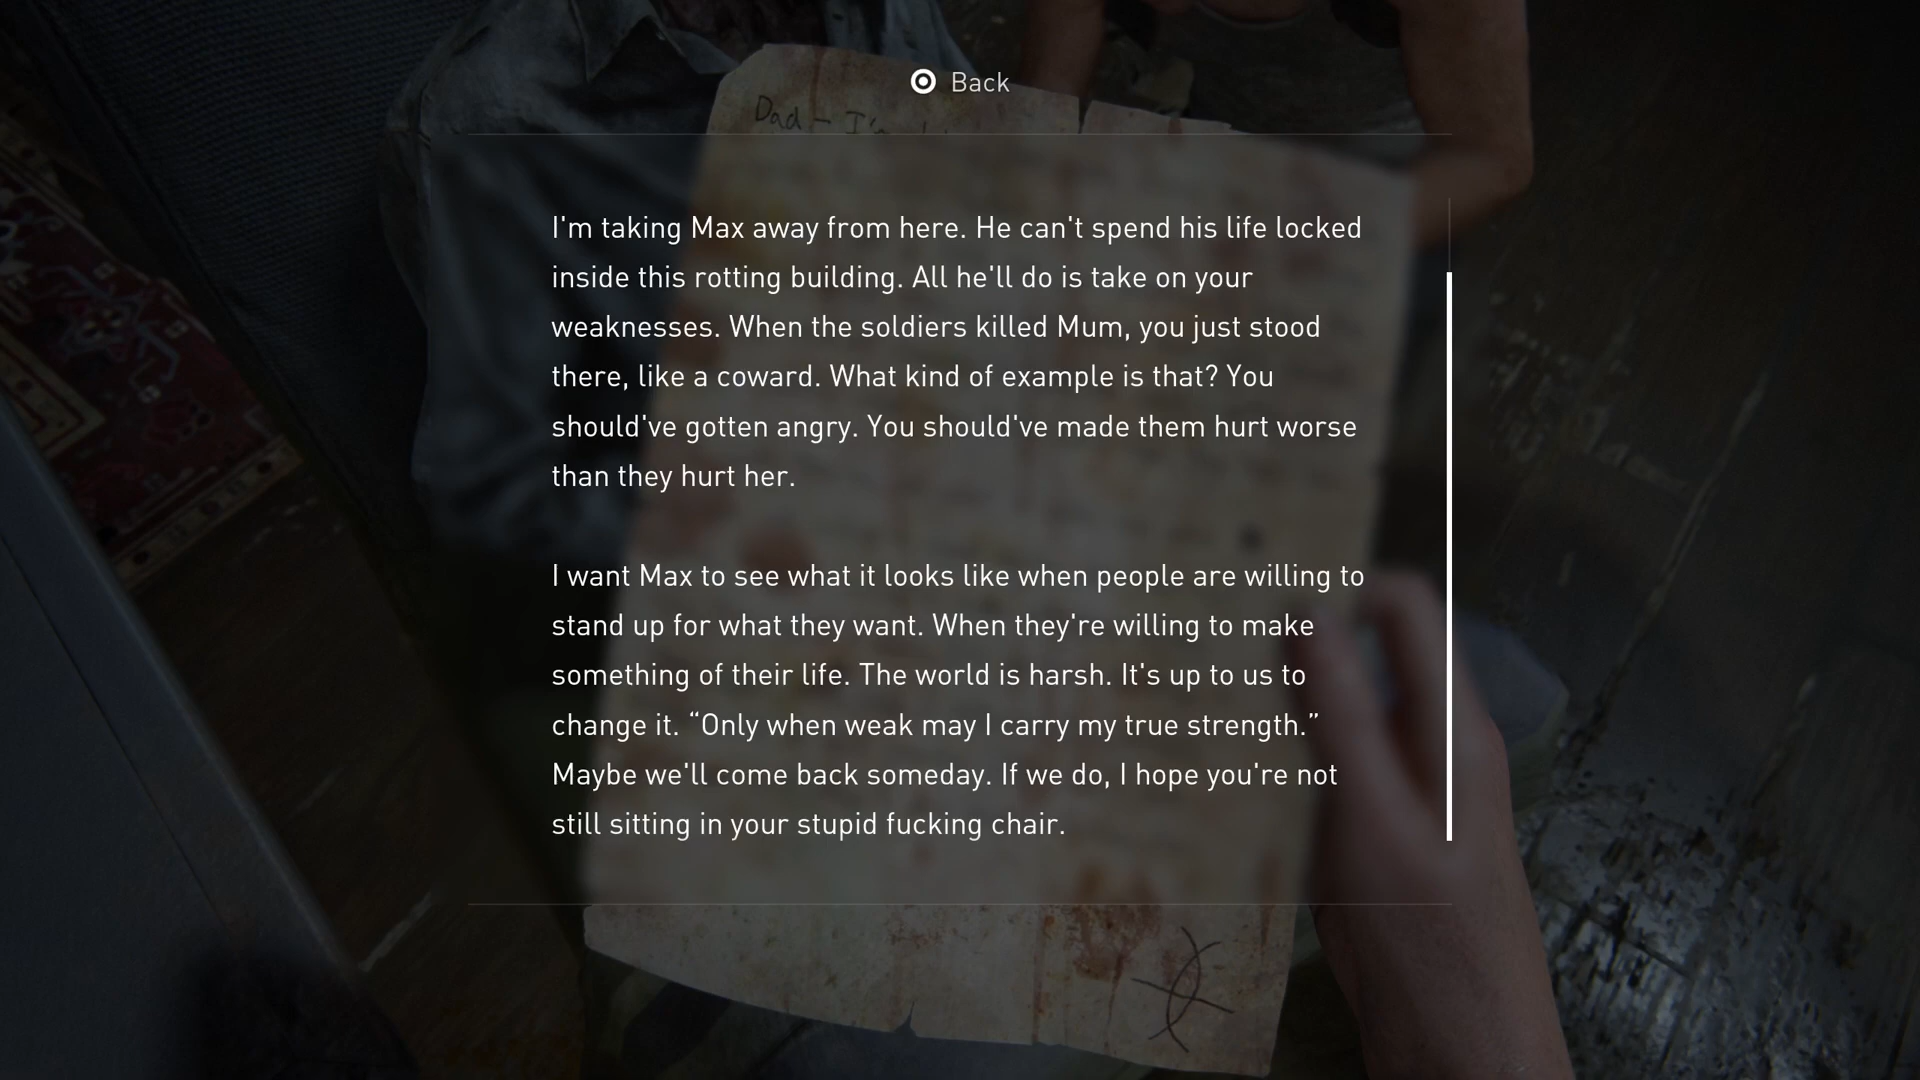 Back
Dad - I'm
I'm taking Max away from here. He can't spend his life locked
inside this rotting building. All he'll do is take on your
weaknesses. When the soldiers killed Mum, you just stood
there, like a coward. What kind of example is that? You
should've gotten angry. You should've made them hurt worse
than they hurt her.
I want Max to see what it looks like when people are willing to
stand up for what they want. When they're willing to make
something of their life. The world is harsh. It's up to us to
change it. “Only when weak may I carry my true strength.”
Maybe we'll come back someday. If we do, I hope you're not
still sitting in your stupid fucking chair.